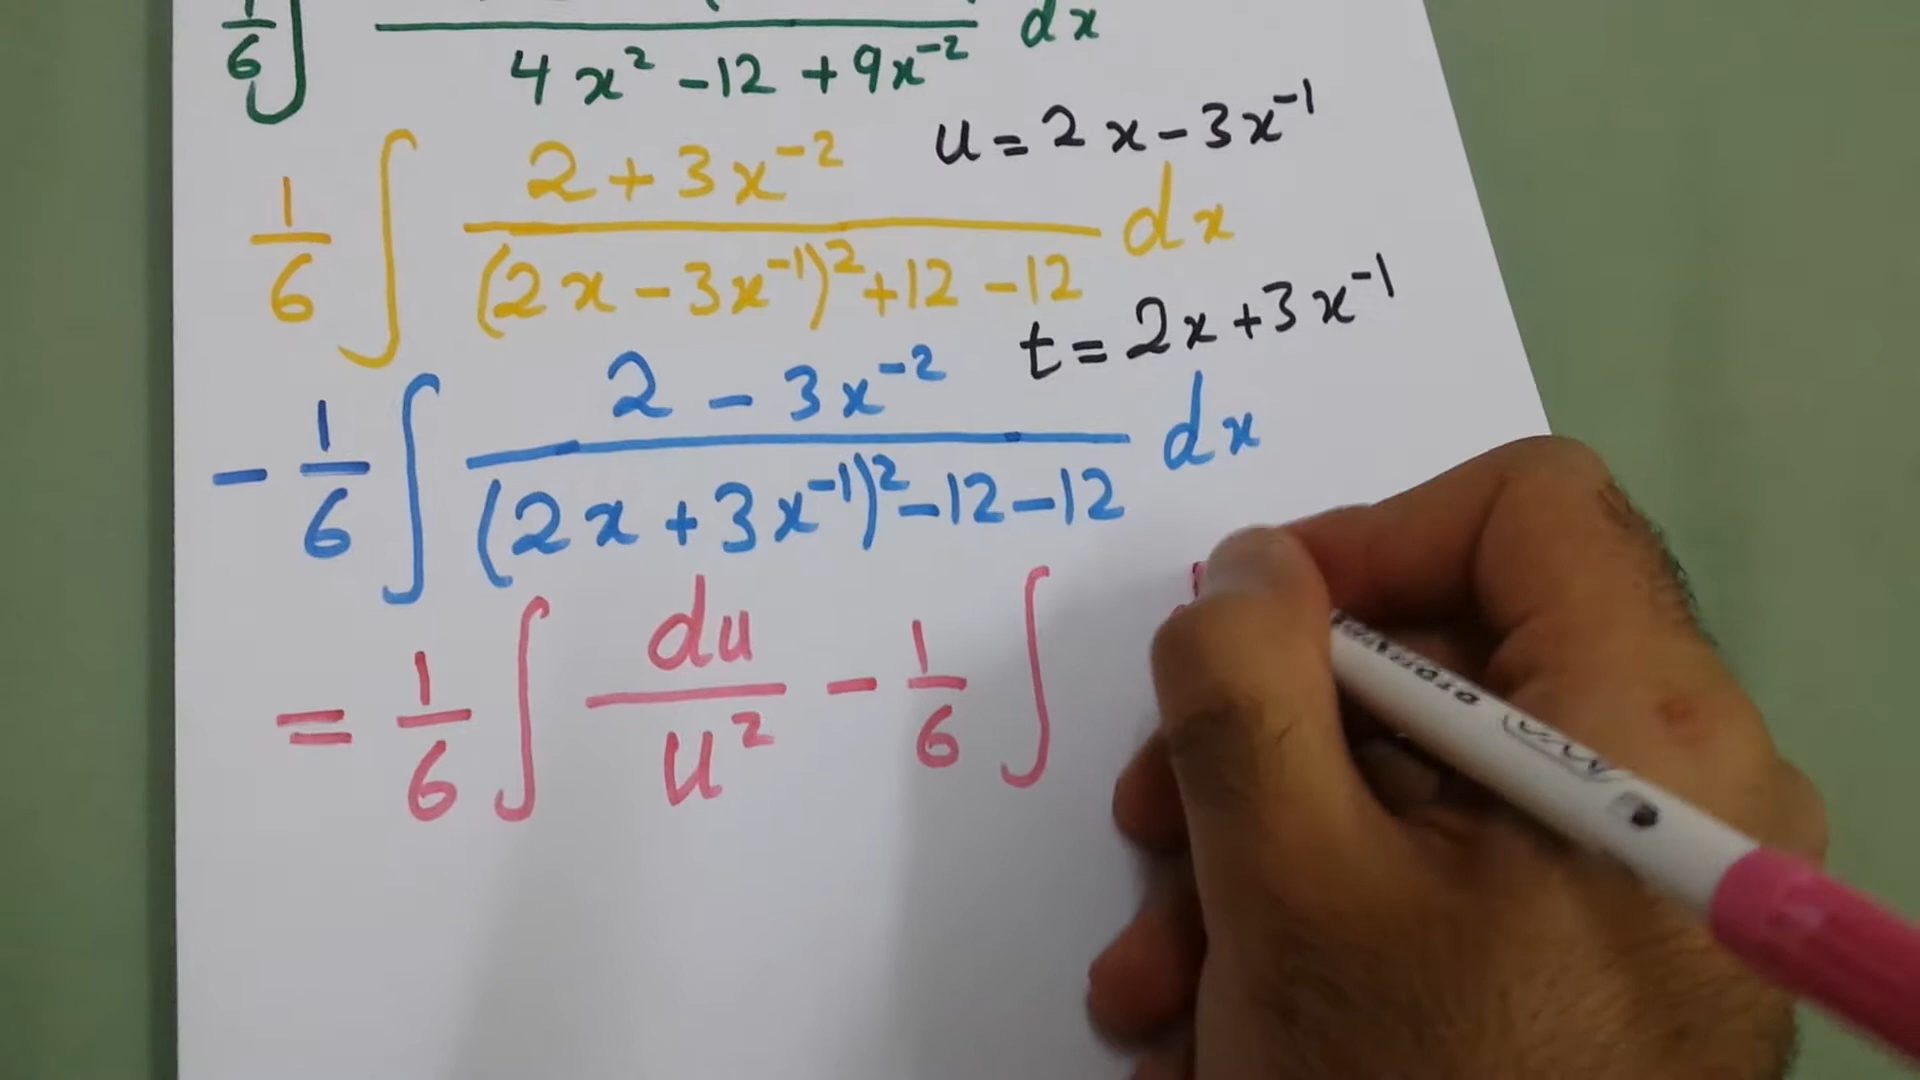 1/6 ∫ ─── / 4x² -12 +9x⁻² dx
u = 2x - 3x⁻¹
1/6 ∫ (2 + 3x⁻²) / ((2x - 3x⁻¹)² +12 -12) dx
t = 2x + 3x⁻¹
- 1/6 ∫ (2 - 3x⁻²) / ((2x + 3x⁻¹)² -12 -12) dx
= 1/6 ∫ du / u² - 1/6 ∫